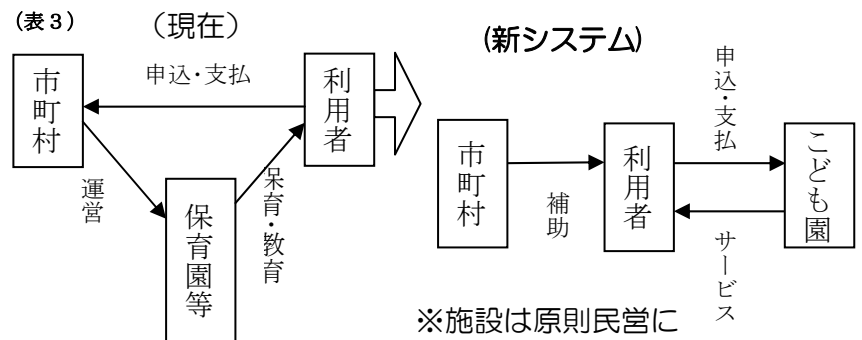 (表3)
(現在)
市町村
申込・支払
利用者
運営
保育園等
保育・教育
(新システム)
市町村
補助
利用者
申込・支払
サービス
こども園
※施設は原則民営に